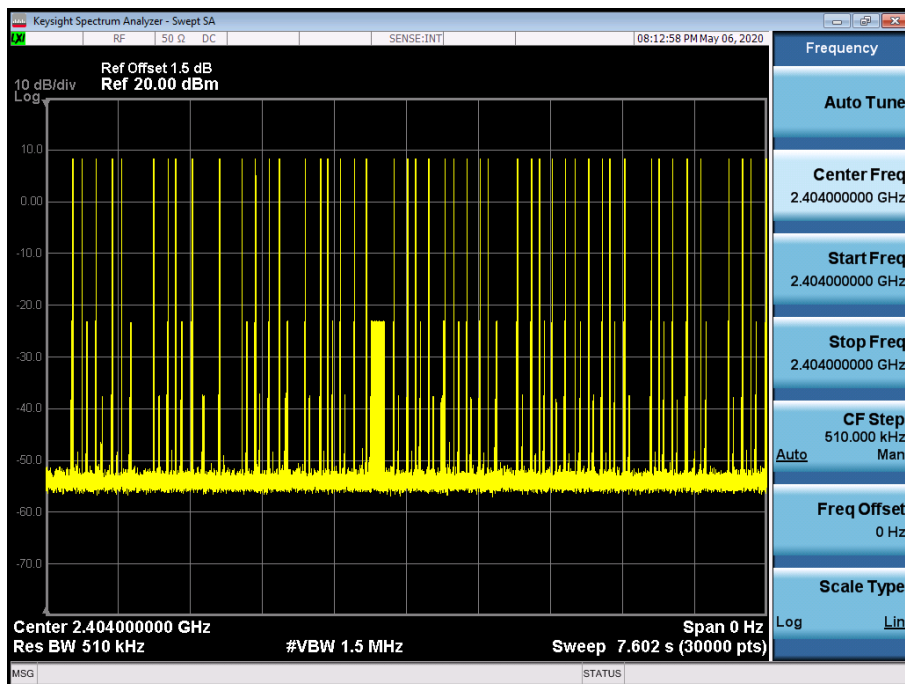 Keysight Spectrum Analyzer - Swept SA
LXI RF 50 Ω DC SENSE:INT 08:12:58 PM May 06, 2020
Frequency
Ref Offset 1.5 dB
10 dB/div Ref 20.00 dBm
Log
10.0
0.00
-10.0
-20.0
-30.0
-40.0
-50.0
-60.0
-70.0
Center 2.404000000 GHz Span 0 Hz
Res BW 510 kHz #VBW 1.5 MHz Sweep 7.602 s (30000 pts)
Auto Tune
Center Freq
2.404000000 GHz
Start Freq
2.404000000 GHz
Stop Freq
2.404000000 GHz
CF Step
510.000 kHz
Auto Man
Freq Offset
0 Hz
Scale Type
Log Lin
MSG STATUS